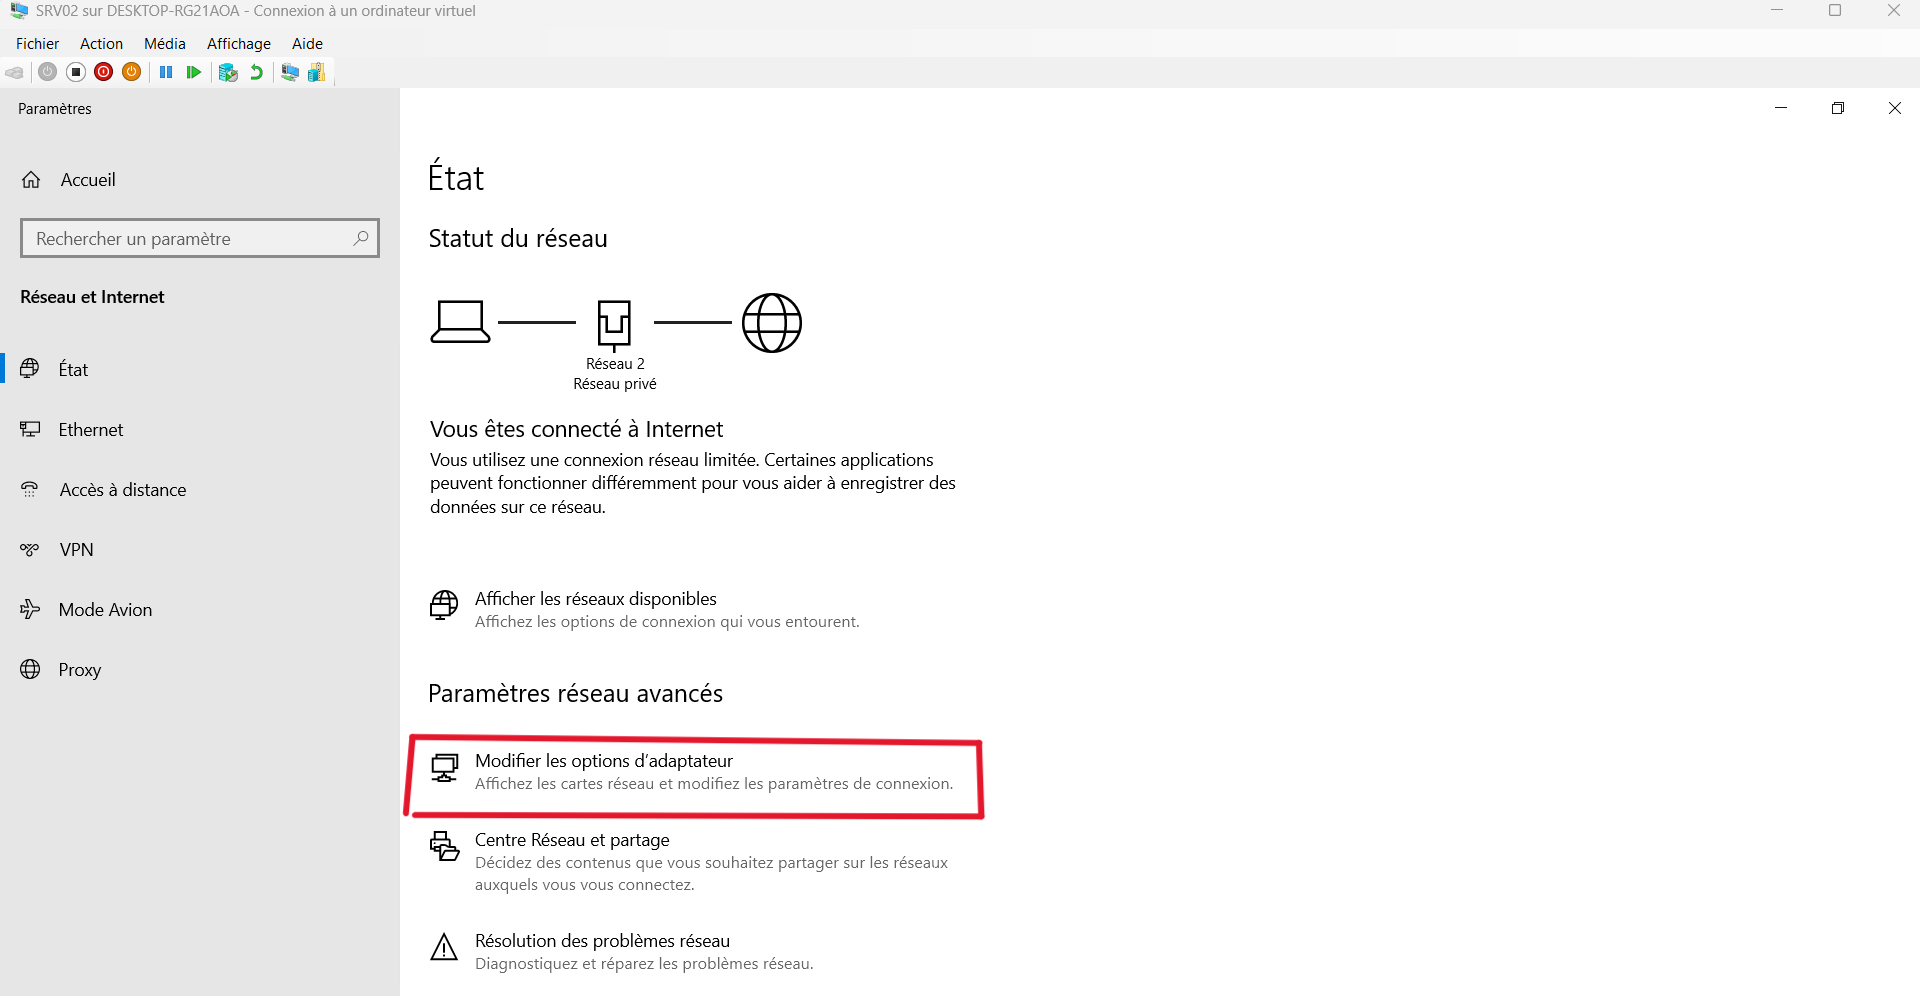 SRV02 sur DESKTOP-RG21AOA - Connexion à un ordinateur virtuel
Fichier Action Média Affichage Aide
Paramètres
Accueil
Rechercher un paramètre
Réseau et Internet
État
Ethernet
Accès à distance
VPN
Mode Avion
Proxy
État
Statut du réseau
Réseau 2
Réseau privé
Vous êtes connecté à Internet
Vous utilisez une connexion réseau limitée. Certaines applications
peuvent fonctionner différemment pour vous aider à enregistrer des
données sur ce réseau.
Afficher les réseaux disponibles
Affichez les options de connexion qui vous entourent.
Paramètres réseau avancés
Modifier les options d'adaptateur
Affichez les cartes réseau et modifiez les paramètres de connexion.
Centre Réseau et partage
Décidez des contenus que vous souhaitez partager sur les réseaux
auxquels vous vous connectez.
Résolution des problèmes réseau
Diagnostiquez et réparez les problèmes réseau.